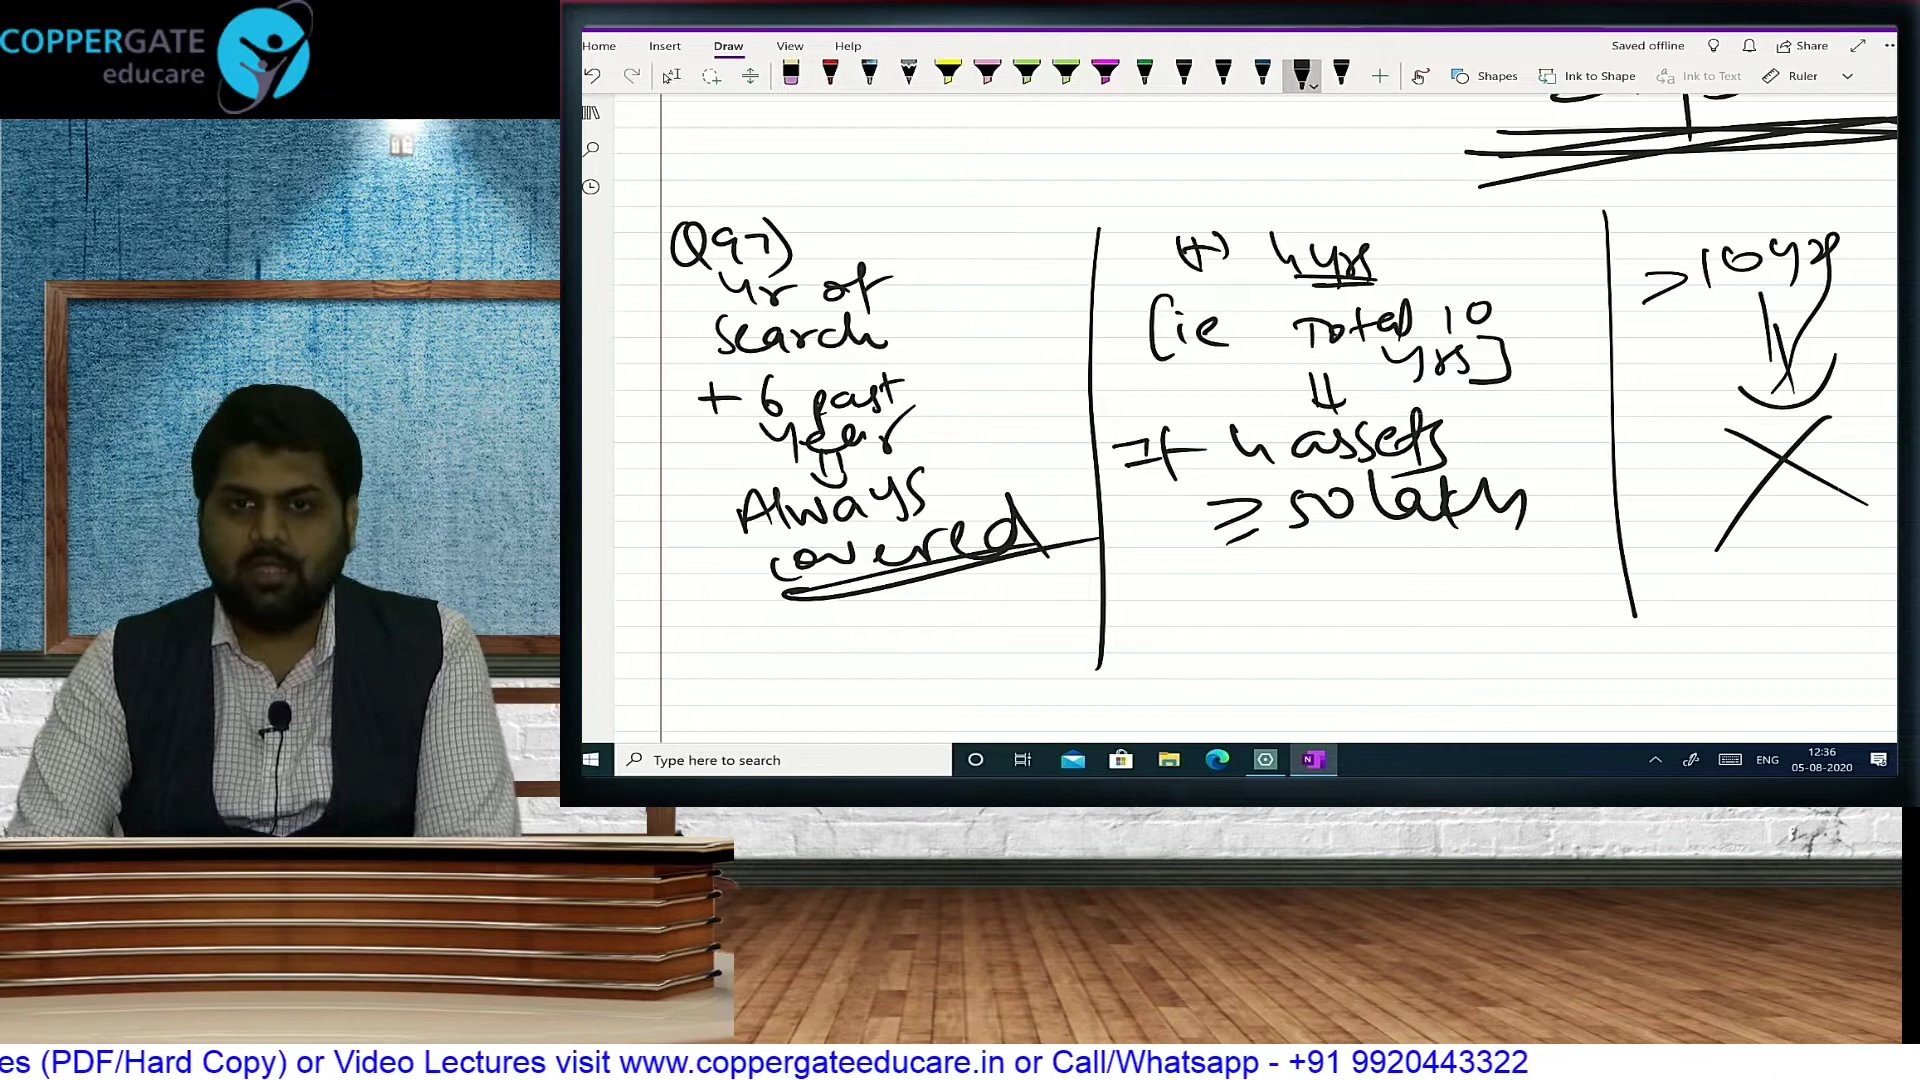 COPPERGATE
educare
Home Insert Draw View Help
Saved offline Share
Shapes Ink to Shape Ink to Text Ruler
Q97)
yr of
search
+ 6 past
year
Always
covered
(+) 4 yrs
[ie Total 10
yrs]
If 4 assets
≥ 50 lakh
> 10 yrs
Type here to search
ENG
12:36
05-08-2020
es (PDF/Hard Copy) or Video Lectures visit www.coppergateeducare.in or Call/Whatsapp - +91 9920443322